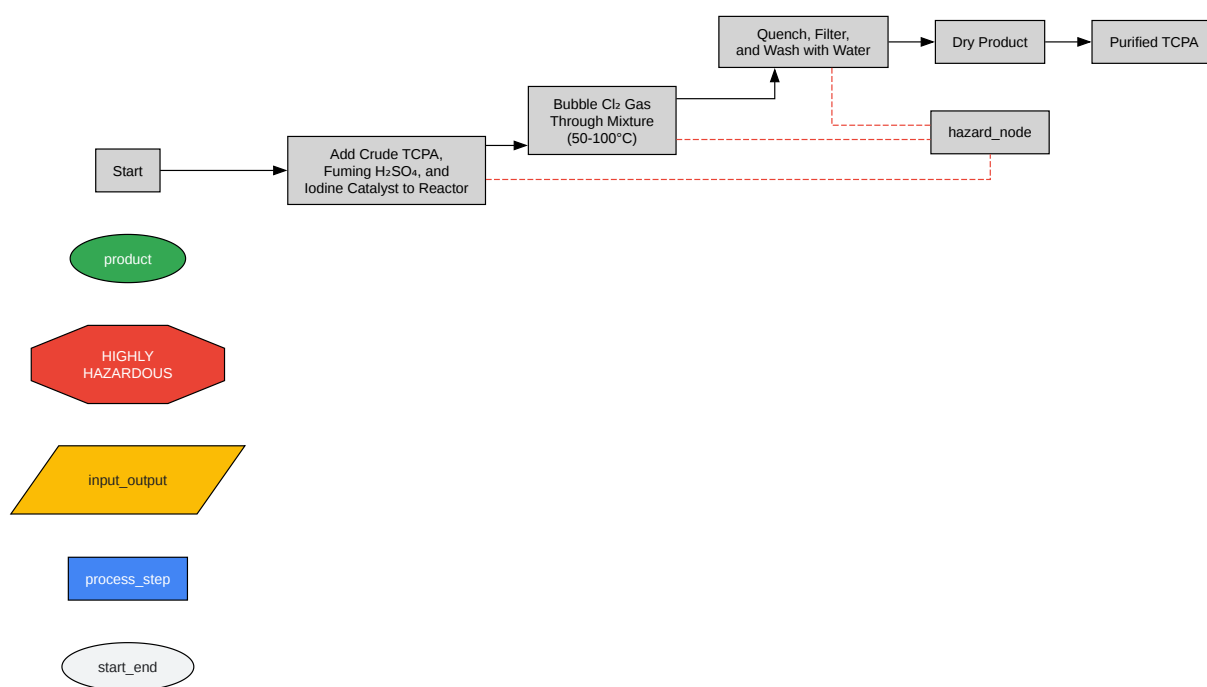 Quench, Filter,
and Wash with Water
Dry Product
Purified TCPA
Bubble Cl₂ Gas
Through Mixture
(50-100°C)
hazard_node
Start
Add Crude TCPA,
Fuming H₂SO₄, and
Iodine Catalyst to Reactor
product
HIGHLY
HAZARDOUS
input_output
process_step
start_end